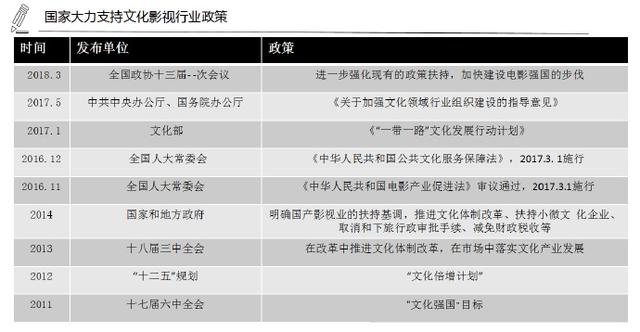 国家大力支持文化影视行业政策
时间 发布单位 政策
2018.3 全国政协十三届--次会议 进一步强化现有的政策扶持，加快建设电影强国的步伐
2017.5 中共中央办公厅、国务院办公厅 《关于加强文化领域行业组织建设的指导意见》
2017.1 文化部 《“一带一路”文化发展行动计划》
2016.12 全国人大常委会 《中华人民共和国公共文化服务保障法》，2017.3. 1施行
2016.11 全国人大常委会 《中华人民共和国电影产业促进法》审议通过，2017.3.1施行
2014 国家和地方政府 明确国产影视业的扶持基调，推进文化体制改革、扶持小微文 化企业、
取消和下旅行政审批手续、减免财政税收等
2013 十八届三中全会 在改革中推进文化体制改革，在市场中落实文化产业发展
2012 “十二五”规划 “文化倍增计划”
2011 十七届六中全会 “文化强国”目标